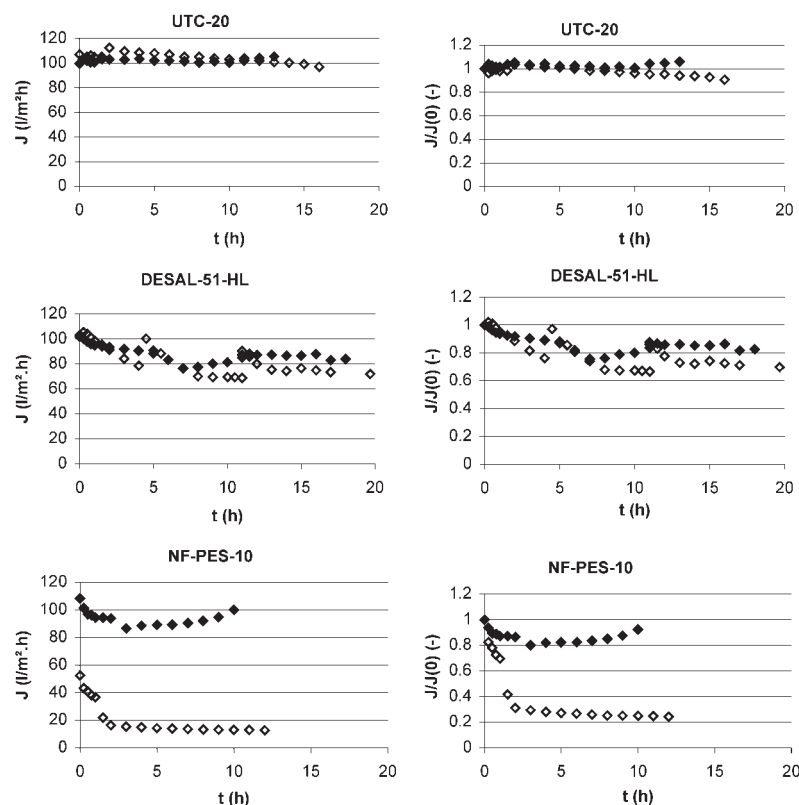 UTC-20
J (l/m²h)
120
100
80
60
40
20
0
0 5 10 15 20
t (h)
UTC-20
J/J(0) (-)
1.2
1
0.8
0.6
0.4
0.2
0
0 5 10 15 20
t (h)
DESAL-51-HL
J (l/m².h)
120
100
80
60
40
20
0
0 5 10 15 20
t (h)
DESAL-51-HL
J/J(0) (-)
1.2
1
0.8
0.6
0.4
0.2
0
0 5 10 15 20
t (h)
NF-PES-10
J (l/m².h)
120
100
80
60
40
20
0
0 5 10 15 20
t (h)
NF-PES-10
J/J(0) (-)
1.2
1
0.8
0.6
0.4
0.2
0
0 5 10 15 20
t (h)